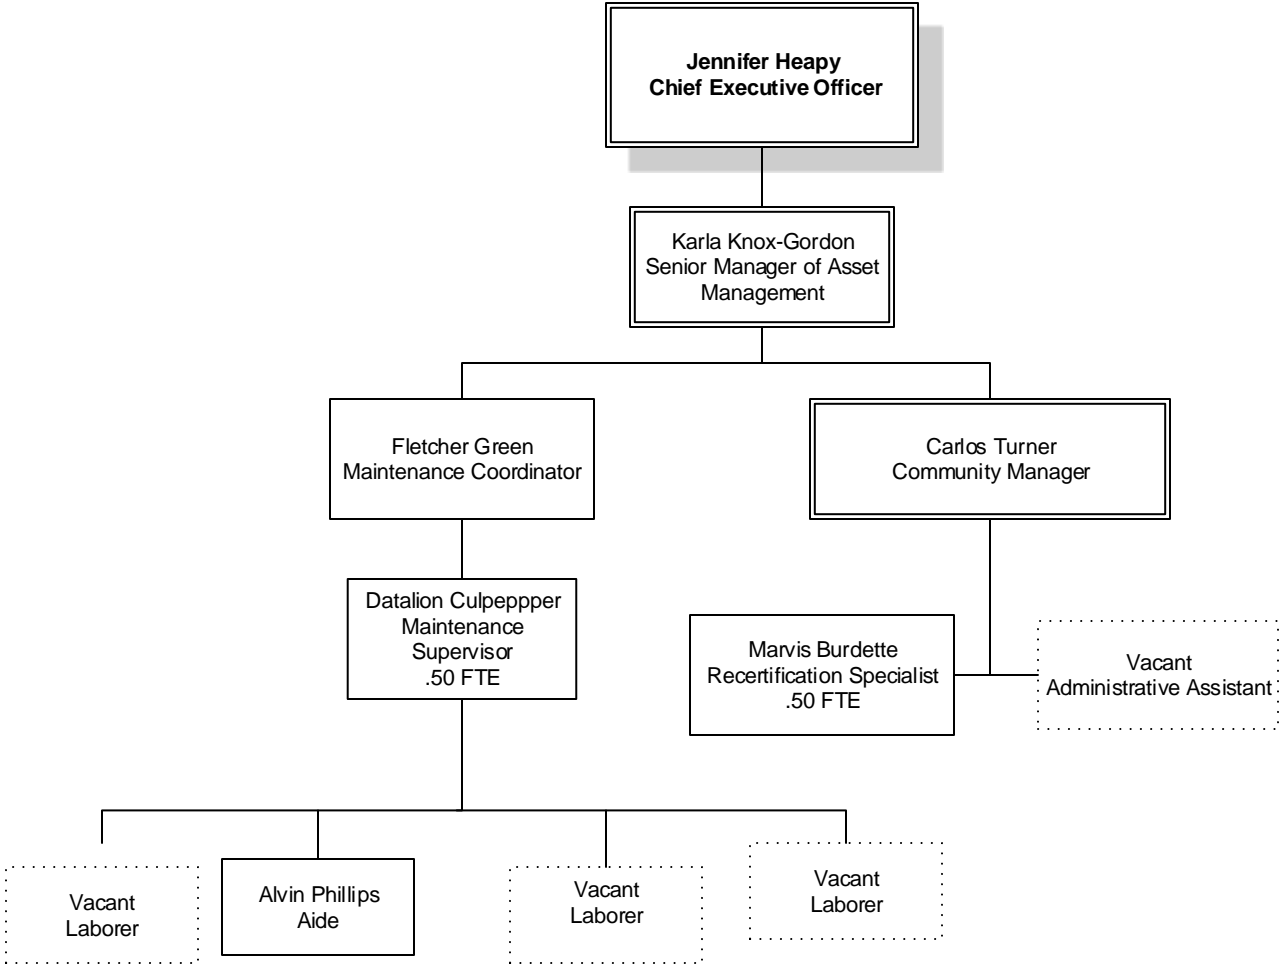 Jennifer Heapy
Chief Executive Officer
Karla Knox-Gordon
Senior Manager of Asset
Management
Fletcher Green
Maintenance Coordinator
Carlos Turner
Community Manager
Datalion Culpeppper
Maintenance
Supervisor
.50 FTE
Marvis Burdette
Recertification Specialist
.50 FTE
Vacant
Administrative Assistant
Vacant
Laborer
Alvin Phillips
Aide
Vacant
Laborer
Vacant
Laborer